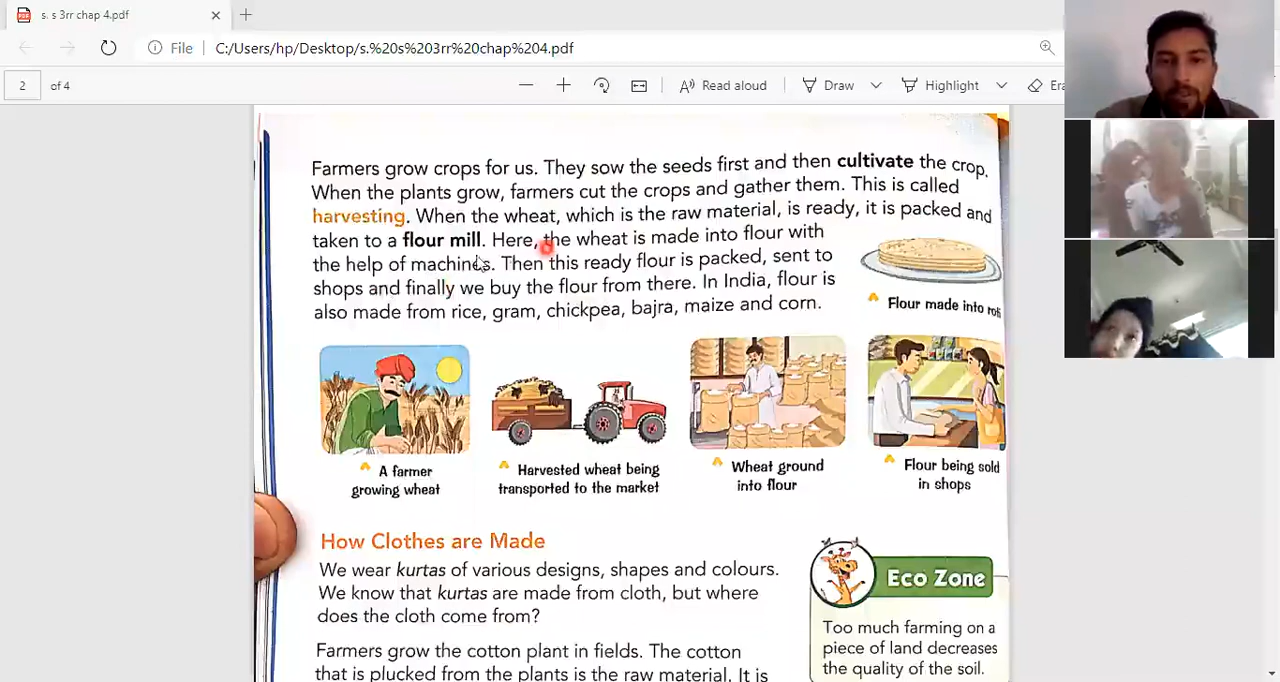 s. s 3rr chap 4.pdf
File
C:/Users/hp/Desktop/s.%20s%203rr%20chap%204.pdf
2 of 4
Read aloud
Draw
Highlight
Farmers grow crops for us. They sow the seeds first and then cultivate the crop.
When the plants grow, farmers cut the crops and gather them. This is called
harvesting. When the wheat, which is the raw material, is ready, it is packed and
taken to a flour mill. Here, the wheat is made into flour with
the help of machines. Then this ready flour is packed, sent to
shops and finally we buy the flour from there. In India, flour is
also made from rice, gram, chickpea, bajra, maize and corn.
Flour made into roti
A farmer
growing wheat
Harvested wheat being
transported to the market
Wheat ground
into flour
Flour being sold
in shops
How Clothes are Made
We wear kurtas of various designs, shapes and colours.
We know that kurtas are made from cloth, but where
does the cloth come from?
Farmers grow the cotton plant in fields. The cotton
that is plucked from the plants is the raw material. It is
Eco Zone
Too much farming on a
piece of land decreases
the quality of the soil.